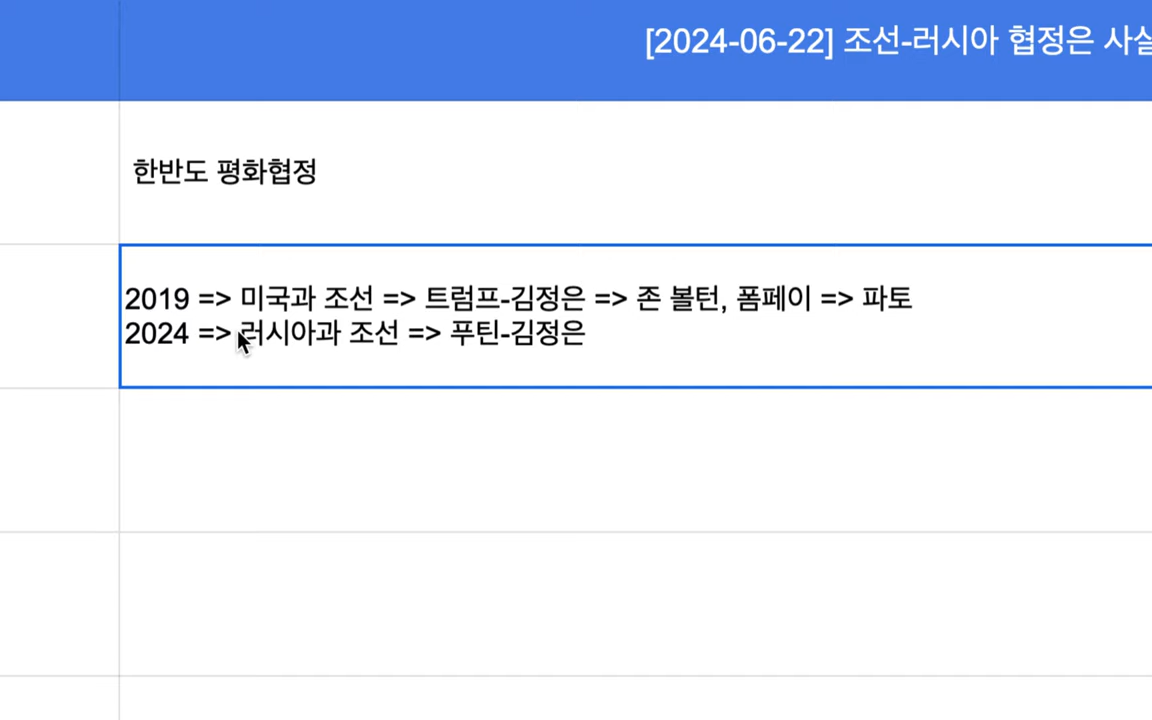 [2024-06-22] 조선-러시아 협정은 사실
한반도 평화협정
2019 => 미국과 조선 => 트럼프-김정은 => 존 볼턴, 폼페이 => 파토
2024 => 러시아과 조선 => 푸틴-김정은